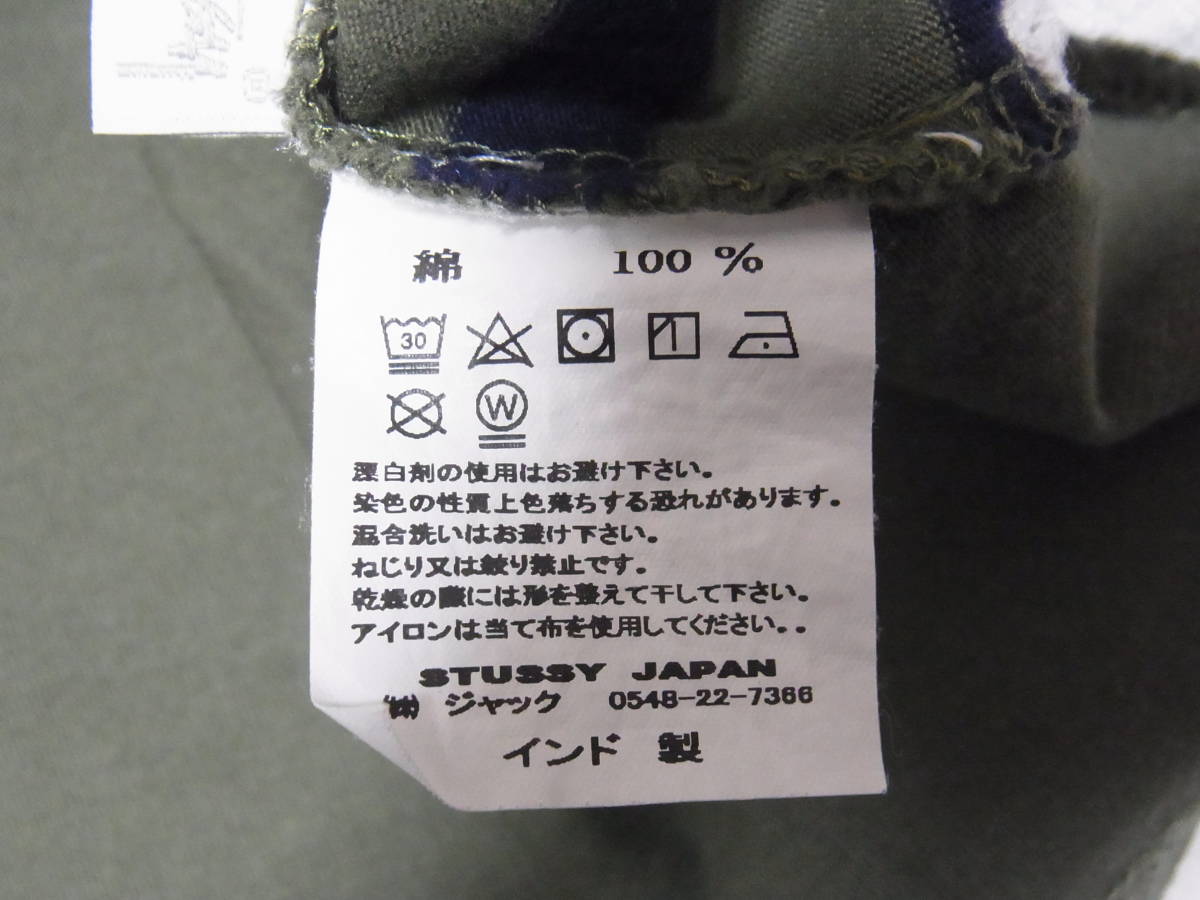 綿 100 %
30
W
漂白剤の使用はお避け下さい。
染色の性質上色落ちする恐れがあります。
混合洗いはお避け下さい。
ねじり又は絞り禁止です。
乾燥の際には形を整えて干して下さい。
アイロンは当て布を使用してください。。
STUSSY JAPAN
㈱ ジャック 0548-22-7366
インド 製